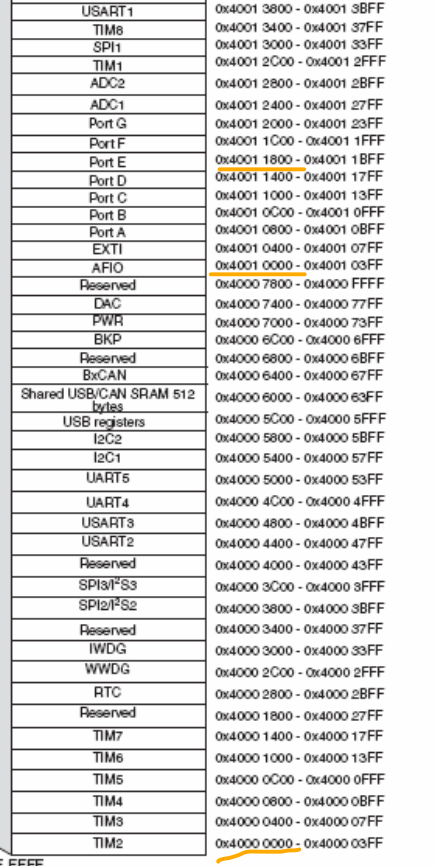 USART1 0x4001 3800 - 0x4001 3BFF
TIM8 0x4001 3400 - 0x4001 37FF
SPI1 0x4001 3000 - 0x4001 33FF
TIM1 0x4001 2C00 - 0x4001 2FFF
ADC2 0x4001 2800 - 0x4001 2BFF
ADC1 0x4001 2400 - 0x4001 27FF
Port G 0x4001 2000 - 0x4001 23FF
Port F 0x4001 1C00 - 0x4001 1FFF
Port E 0x4001 1800 - 0x4001 1BFF
Port D 0x4001 1400 - 0x4001 17FF
Port C 0x4001 1000 - 0x4001 13FF
Port B 0x4001 0C00 - 0x4001 0FFF
Port A 0x4001 0800 - 0x4001 0BFF
EXTI 0x4001 0400 - 0x4001 07FF
AFIO 0x4001 0000 - 0x4001 03FF
Reserved 0x4000 7800 - 0x4000 FFFF
DAC 0x4000 7400 - 0x4000 77FF
PWR 0x4000 7000 - 0x4000 73FF
BKP 0x4000 6C00 - 0x4000 6FFF
Reserved 0x4000 6800 - 0x4000 6BFF
BxCAN 0x4000 6400 - 0x4000 67FF
Shared USB/CAN SRAM 512 0x4000 6000 - 0x4000 63FF
bytes
USB registers 0x4000 5C00 - 0x4000 5FFF
I2C2 0x4000 5800 - 0x4000 5BFF
I2C1 0x4000 5400 - 0x4000 57FF
UART5 0x4000 5000 - 0x4000 53FF
UART4 0x4000 4C00 - 0x4000 4FFF
USART3 0x4000 4800 - 0x4000 4BFF
USART2 0x4000 4400 - 0x4000 47FF
Reserved 0x4000 4000 - 0x4000 43FF
SPI3/I²S3 0x4000 3C00 - 0x4000 3FFF
SPI2/I²S2 0x4000 3800 - 0x4000 3BFF
Reserved 0x4000 3400 - 0x4000 37FF
IWDG 0x4000 3000 - 0x4000 33FF
WWDG 0x4000 2C00 - 0x4000 2FFF
RTC 0x4000 2800 - 0x4000 2BFF
Reserved 0x4000 1800 - 0x4000 27FF
TIM7 0x4000 1400 - 0x4000 17FF
TIM6 0x4000 1000 - 0x4000 13FF
TIM5 0x4000 0C00 - 0x4000 0FFF
TIM4 0x4000 0800 - 0x4000 0BFF
TIM3 0x4000 0400 - 0x4000 07FF
TIM2 0x4000 0000 - 0x4000 03FF